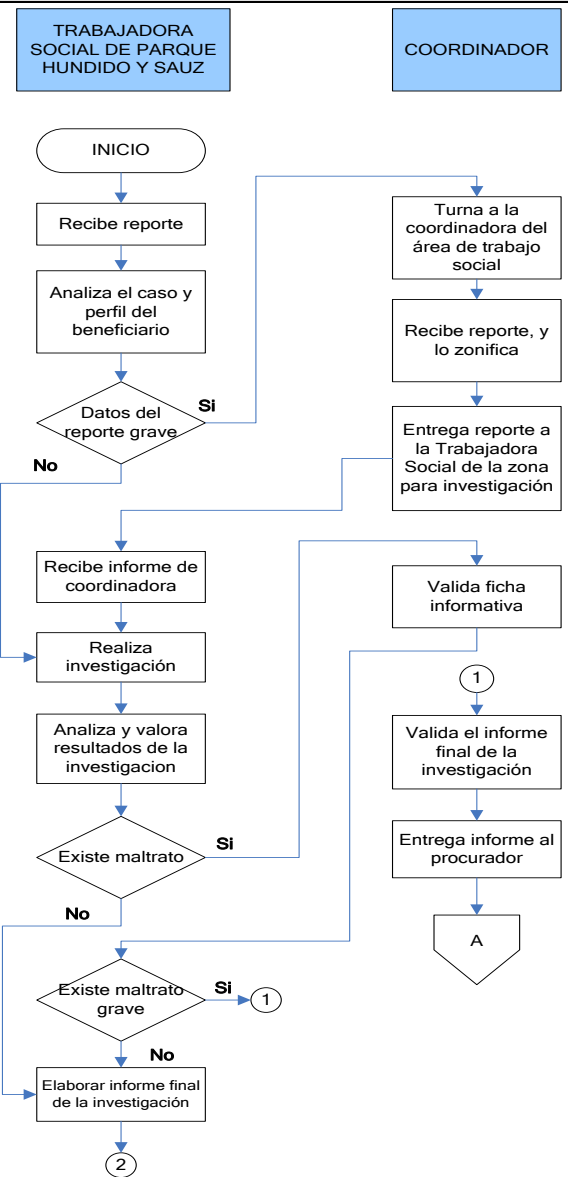 TRABAJADORA
SOCIAL DE PARQUE
HUNDIDO Y SAUZ
COORDINADOR
INICIO
Recibe reporte
Analiza el caso y
perfil del
beneficiario
Datos del
reporte grave
Si
No
Turna a la
coordinadora del
área de trabajo
social
Recibe reporte, y
lo zonifica
Entrega reporte a
la Trabajadora
Social de la zona
para investigación
Recibe informe de
coordinadora
Realiza
investigación
Analiza y valora
resultados de la
investigacion
Existe maltrato
Si
No
Valida ficha
informativa
Existe maltrato
grave
Si
1
No
Elaborar informe final
de la investigación
2
1
Valida el informe
final de la
investigación
Entrega informe al
procurador
A